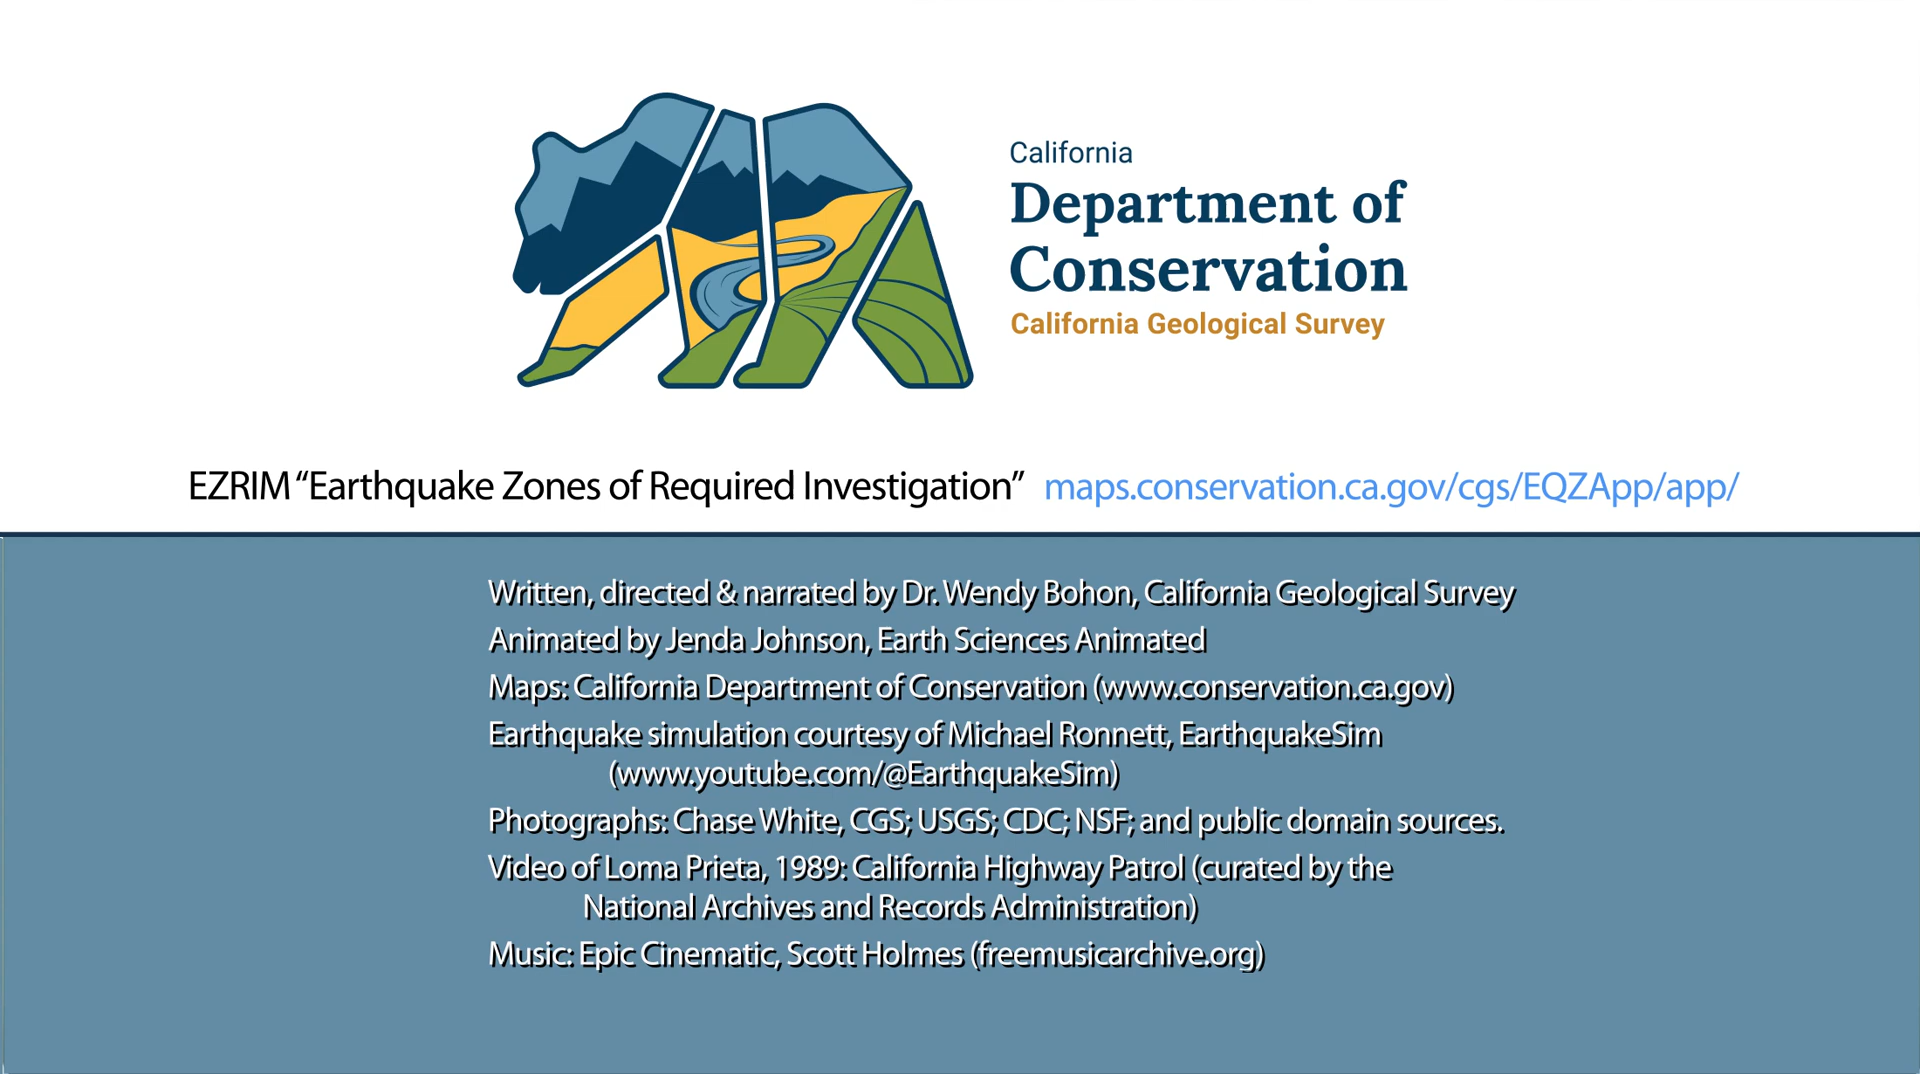 California
Department of
Conservation
California Geological Survey
EZRIM “Earthquake Zones of Required Investigation” maps.conservation.ca.gov/cgs/EQZApp/app/
Written, directed & narrated by Dr. Wendy Bohon, California Geological Survey
Animated by Jenda Johnson, Earth Sciences Animated
Maps: California Department of Conservation (www.conservation.ca.gov)
Earthquake simulation courtesy of Michael Ronnett, EarthquakeSim
(www.youtube.com/@EarthquakeSim)
Photographs: Chase White, CGS; USGS; CDC; NSF; and public domain sources.
Video of Loma Prieta, 1989: California Highway Patrol (curated by the
National Archives and Records Administration)
Music: Epic Cinematic, Scott Holmes (freemusicarchive.org)